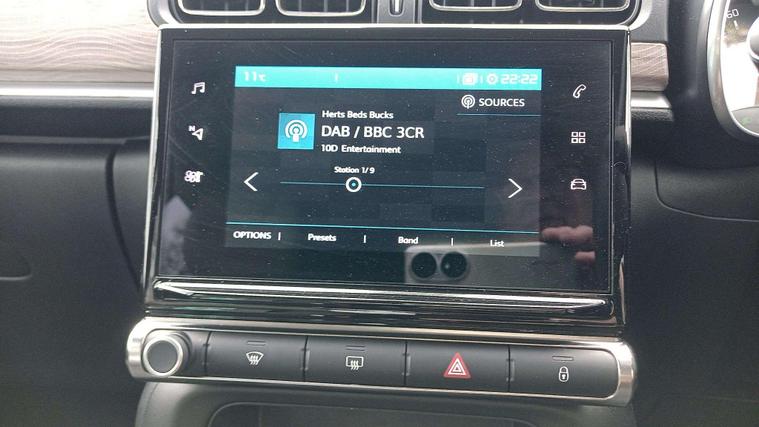 11°C
22:22
SOURCES
Herts Beds Bucks
DAB / BBC 3CR
10D Entertainment
Station 1/9
OPTIONS
Presets
Band
List
N
60